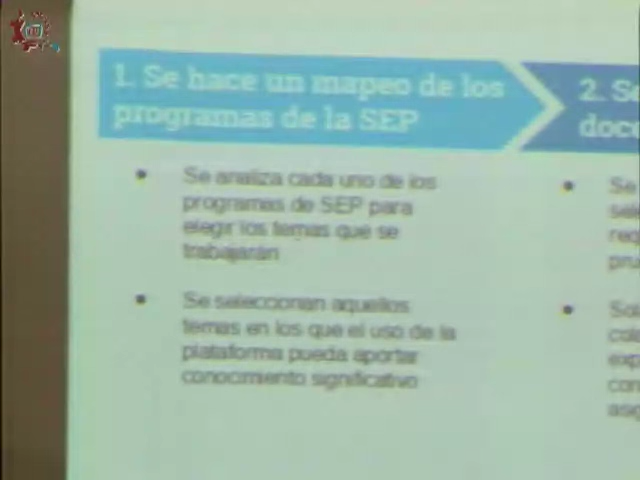 1. Se hace un mapeo de los
programas de la SEP
Se analiza cada uno de los
programas de SEP para
elegir los temas que se
trabajarán
Se seleccionan aquellos
temas en los que el uso de la
plataforma pueda aportar
conocimiento significativo
2. Se
Se